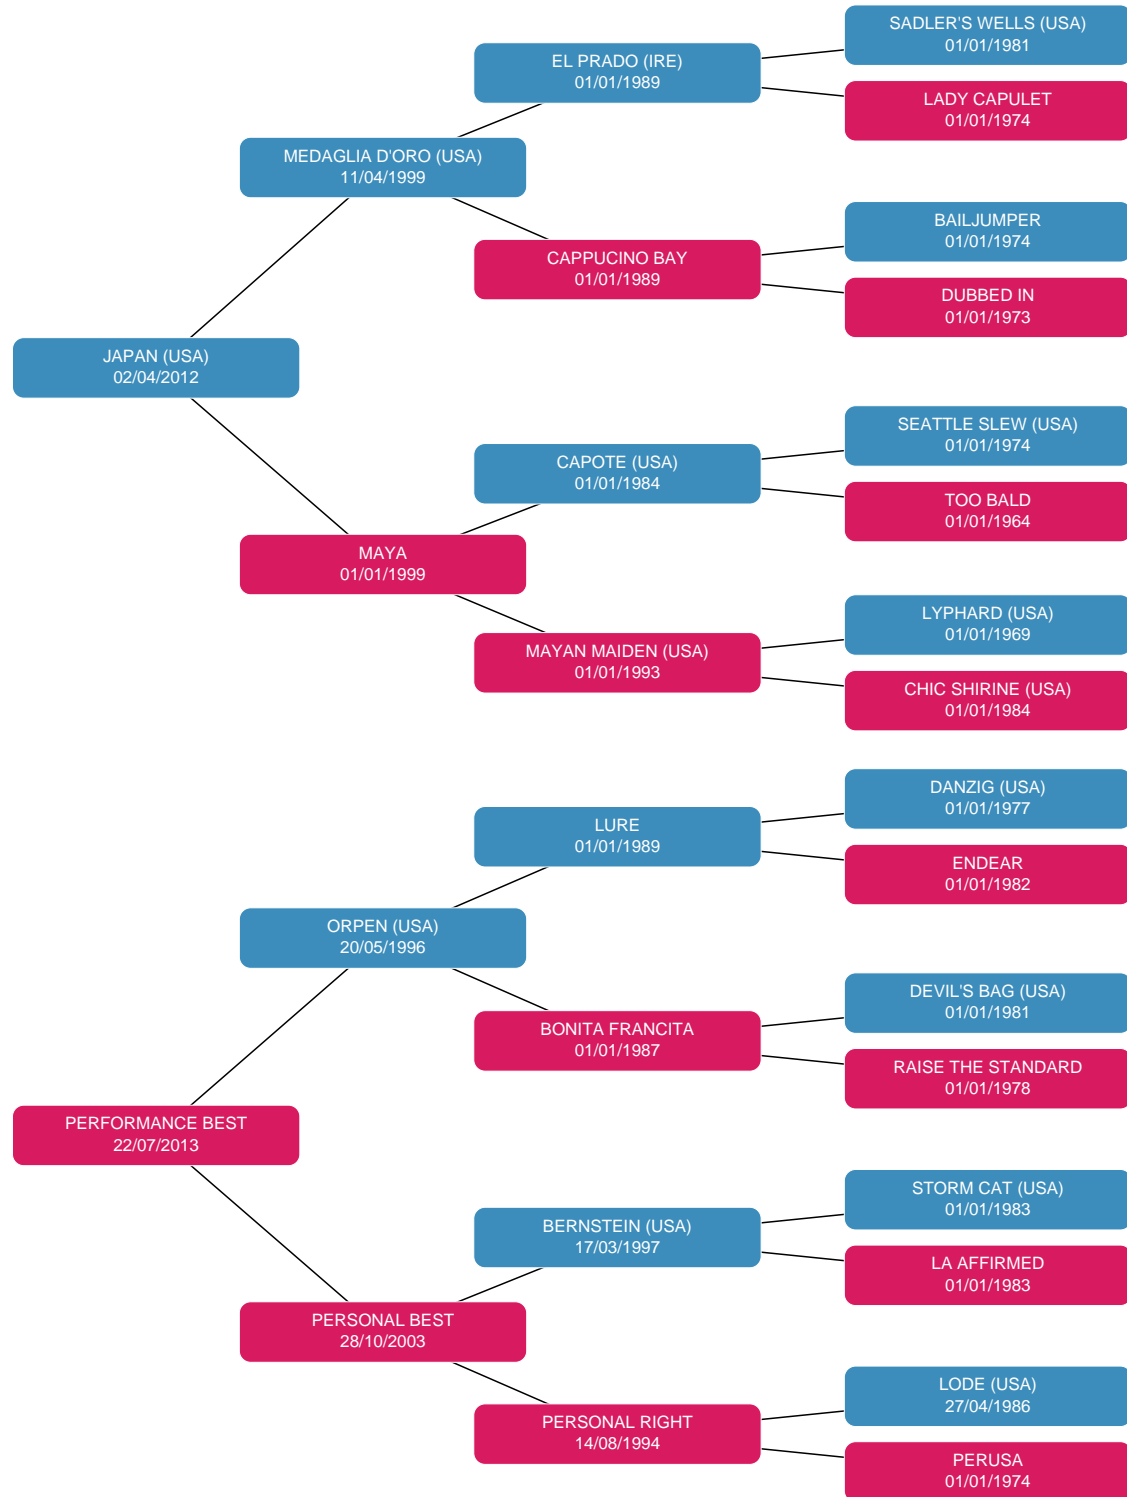 SADLER'S WELLS (USA)
01/01/1981
EL PRADO (IRE)
01/01/1989
LADY CAPULET
01/01/1974
MEDAGLIA D'ORO (USA)
11/04/1999
BAILJUMPER
01/01/1974
CAPPUCINO BAY
01/01/1989
DUBBED IN
01/01/1973
JAPAN (USA)
02/04/2012
SEATTLE SLEW (USA)
01/01/1974
CAPOTE (USA)
01/01/1984
TOO BALD
01/01/1964
MAYA
01/01/1999
LYPHARD (USA)
01/01/1969
MAYAN MAIDEN (USA)
01/01/1993
CHIC SHIRINE (USA)
01/01/1984
DANZIG (USA)
01/01/1977
LURE
01/01/1989
ENDEAR
01/01/1982
ORPEN (USA)
20/05/1996
DEVIL'S BAG (USA)
01/01/1981
BONITA FRANCITA
01/01/1987
RAISE THE STANDARD
01/01/1978
PERFORMANCE BEST
22/07/2013
STORM CAT (USA)
01/01/1983
BERNSTEIN (USA)
17/03/1997
LA AFFIRMED
01/01/1983
PERSONAL BEST
28/10/2003
LODE (USA)
27/04/1986
PERSONAL RIGHT
14/08/1994
PERUSA
01/01/1974